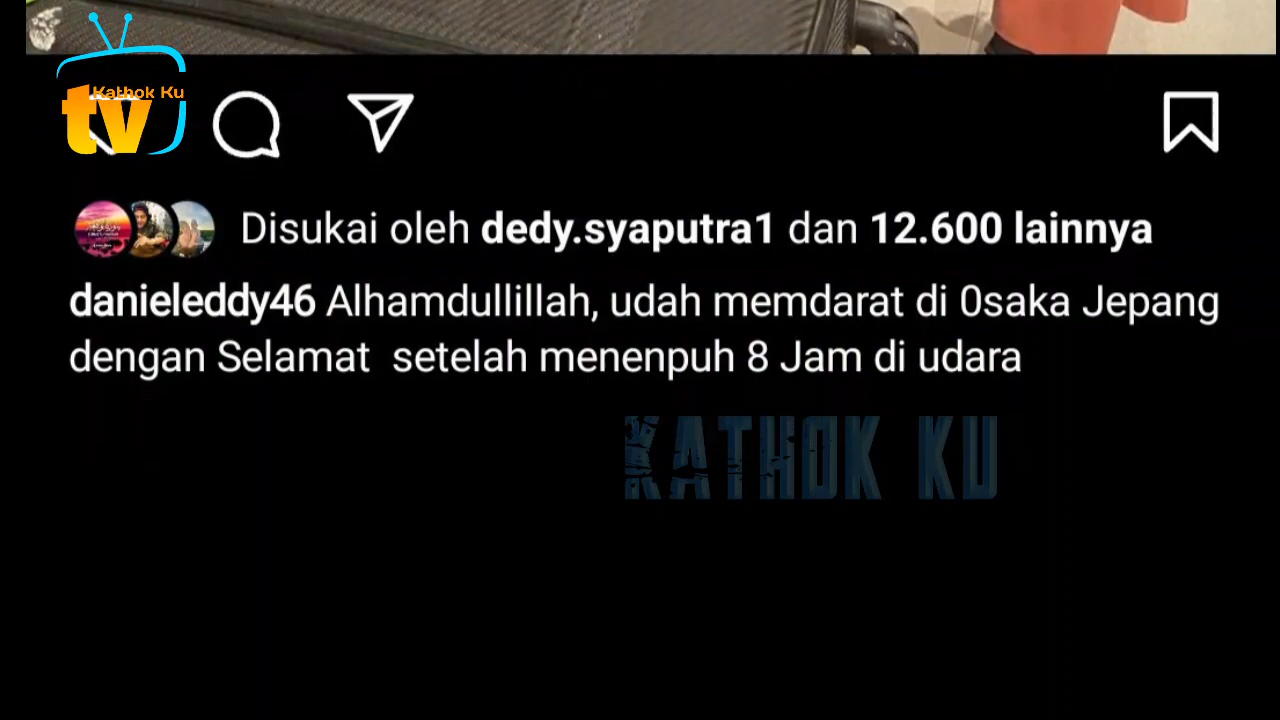 Kathok Ku
tv
Disukai oleh dedy.syaputra1 dan 12.600 lainnya
danieleddy46 Alhamdullillah, udah memdarat di 0saka Jepang
dengan Selamat setelah menenpuh 8 Jam di udara
KATHOK KU